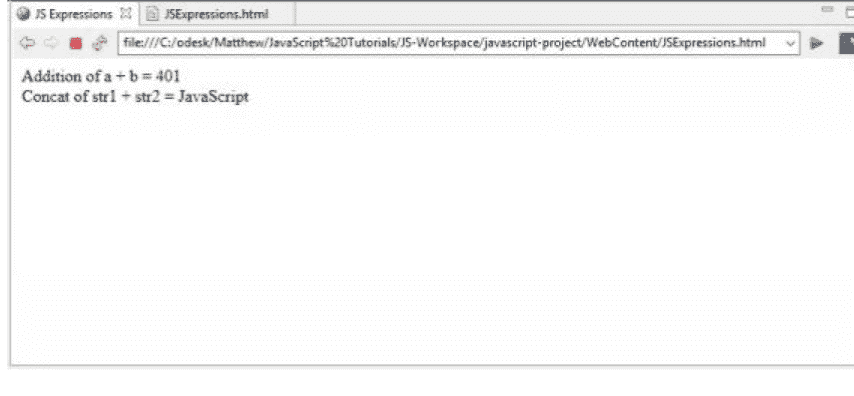 JS Expressions
JSExpressions.html
file:///C:/odesk/Matthew/JavaScript%20Tutorials/JS-Workspace/javascript-project/WebContent/JSExpressions.html
Addition of a + b = 401
Concat of str1 + str2 = JavaScript